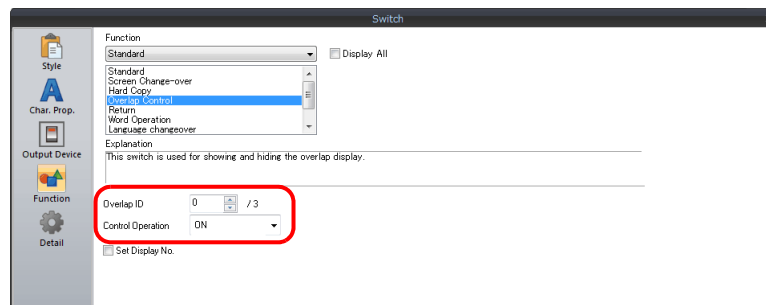 Switch
Style
Char. Prop.
Output Device
Function
Detail
Function
Standard
Display All
Standard
Screen Change-over
Hard Copy
Overlap Control
Return
Word Operation
Language changeover
Explanation
This switch is used for showing and hiding the overlap display.
Overlap ID 0 / 3
Control Operation ON
Set Display No.